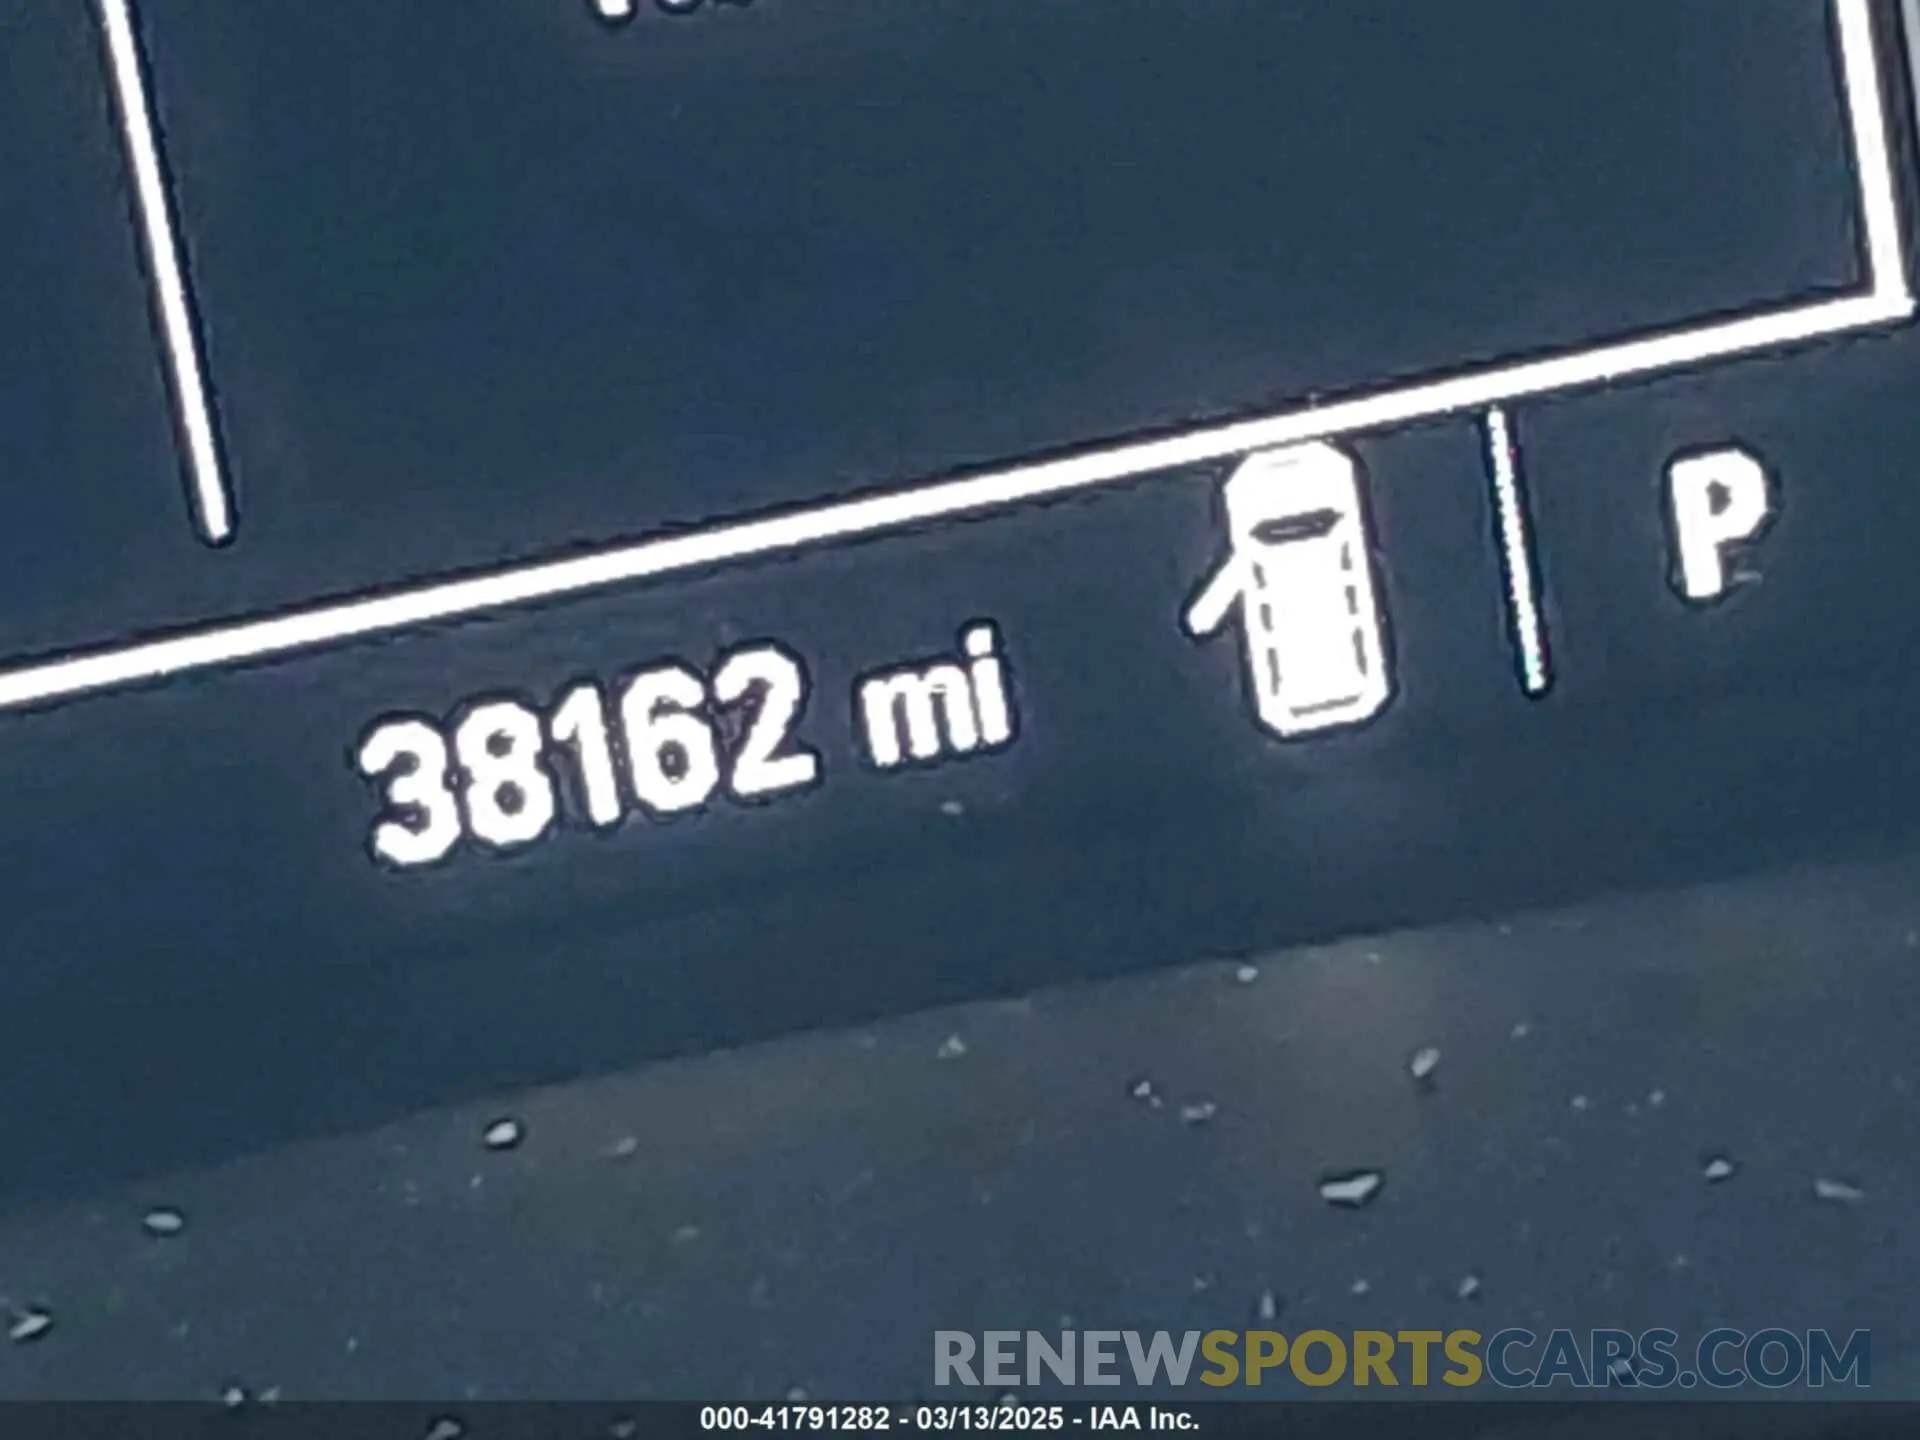 38162 mi
P
RENEWSPORTSCARS.COM
000-41791282 - 03/13/2025 - IAA Inc.